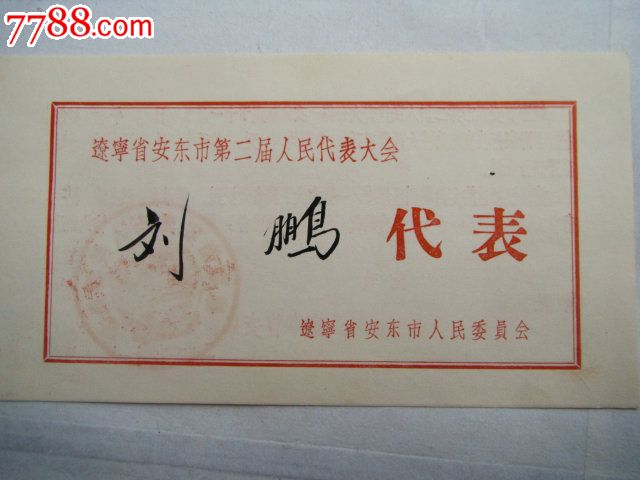 7788.com
遼寧省安东市第二届人民代表大会
刘 鹏 代表
遼寧省安东市人民委員会